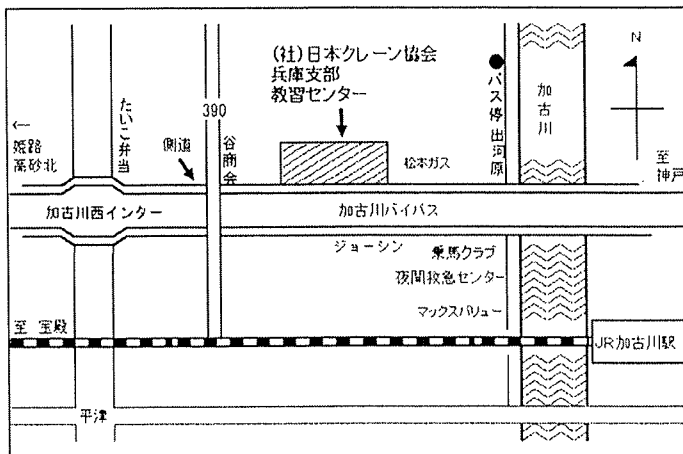 (社)日本クレーン協会
兵庫支部
教習センター
N
←
姫路
高砂北
たいこ弁当
側道
390
谷商会
松本ガス
バス停 出河原
加古川
至
神戸
加古川西インター
加古川バイパス
ジョーシン
乗馬クラブ
夜間救急センター
マックスバリュー
至 宝殿
JR加古川駅
平津